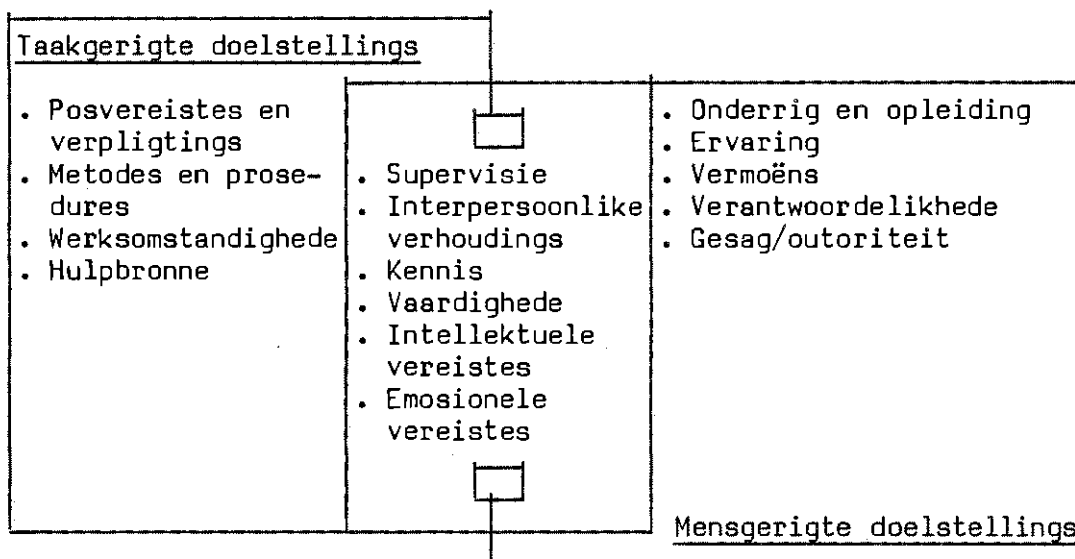 Taakgerigte doelstellings
. Posvereistes en
verpligtings
. Metodes en prose-
dures
. Werksomstandighede
. Hulpbronne
. Supervisie
. Interpersoonlike
verhoudings
. Kennis
. Vaardighede
. Intellektuele
vereistes
. Emosionele
vereistes
. Onderrig en opleiding
. Ervaring
. Vermoëns
. Verantwoordelikhede
. Gesag/outoriteit
Mensgerigte doelstellings